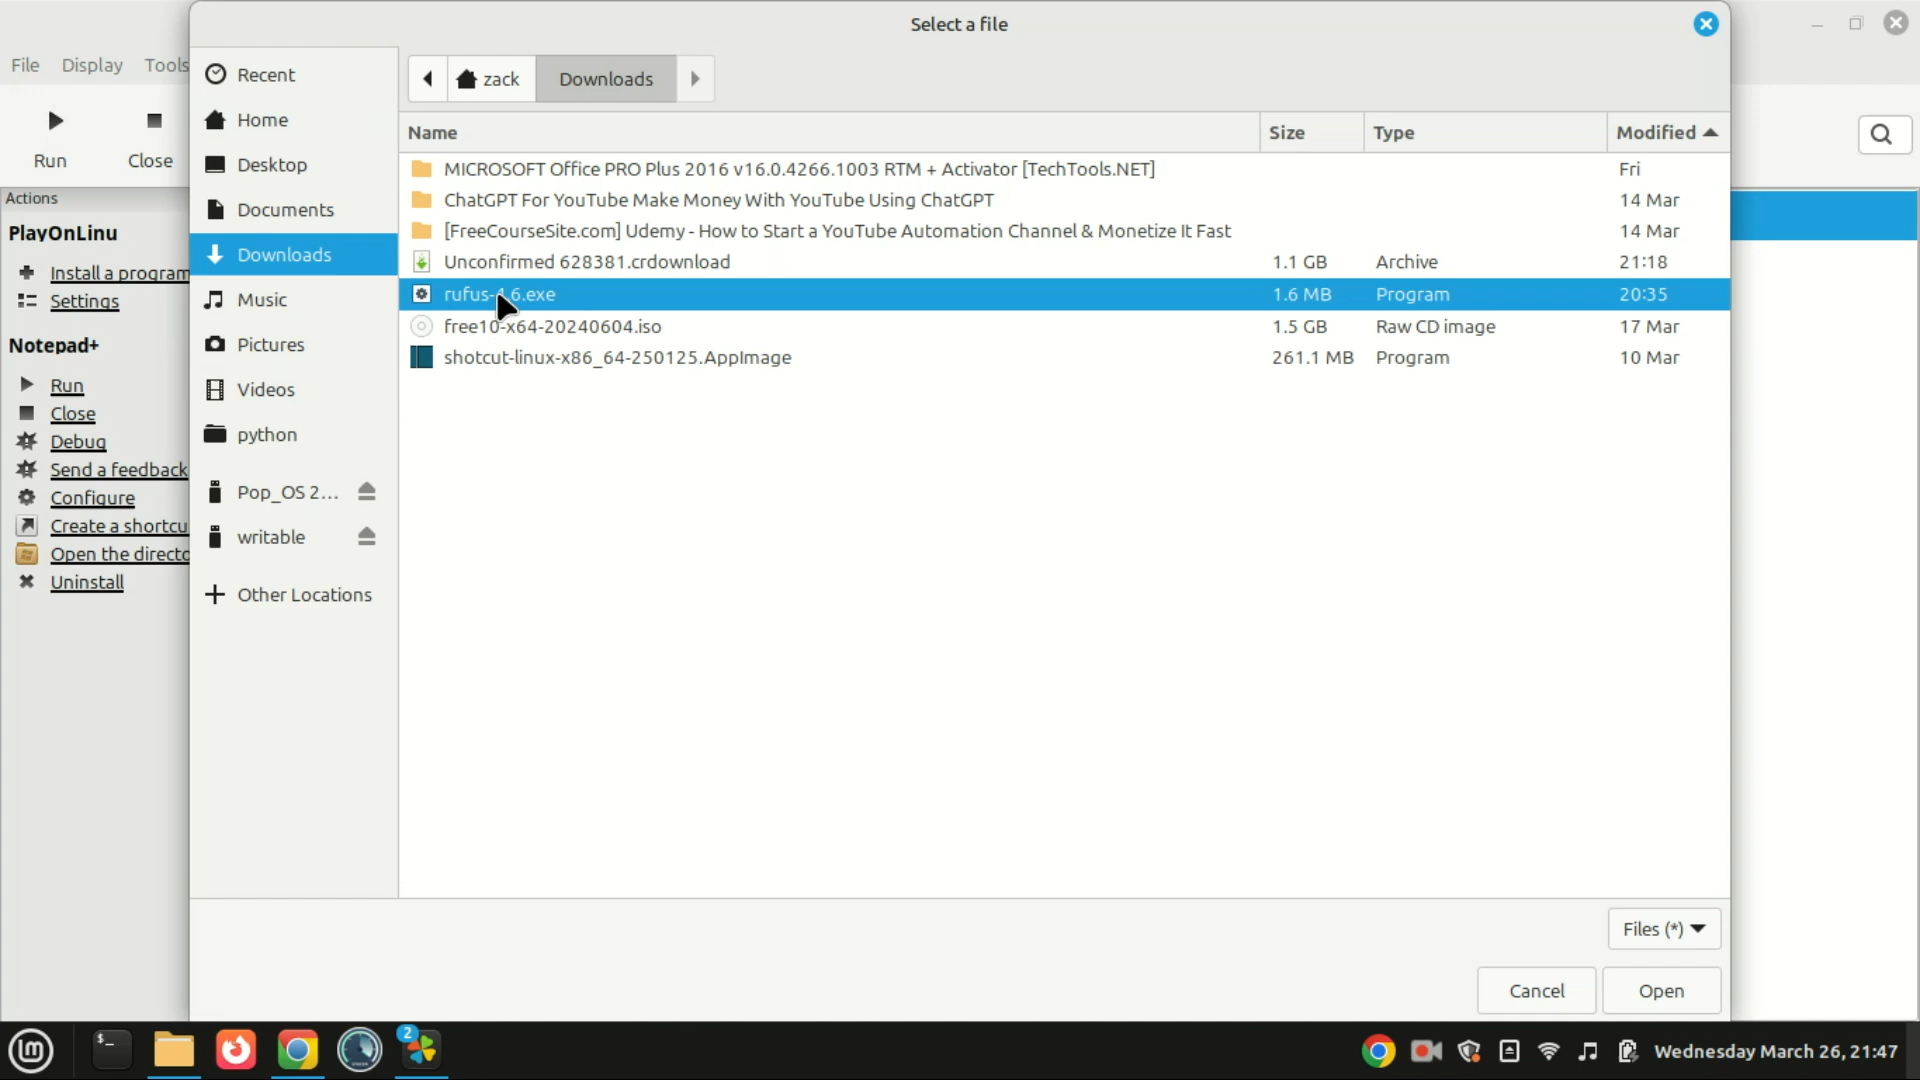 Select a file
File Display Tools
Run Close
Actions
PlayOnLinu
Install a program
Settings
Notepad+
Run
Close
Debug
Send a feedback
Configure
Create a shortcu
Open the directo
Uninstall
Recent
Home
Desktop
Documents
Downloads
Music
Pictures
Videos
python
Pop_OS 2...
writable
Other Locations
zack Downloads
Name Size Type Modified
MICROSOFT Office PRO Plus 2016 v16.0.4266.1003 RTM + Activator [TechTools.NET] Fri
ChatGPT For YouTube Make Money With YouTube Using ChatGPT 14 Mar
[FreeCourseSite.com] Udemy - How to Start a YouTube Automation Channel & Monetize It Fast 14 Mar
Unconfirmed 628381.crdownload 1.1 GB Archive 21:18
rufus-4.6.exe 1.6 MB Program 20:35
free10-x64-20240604.iso 1.5 GB Raw CD image 17 Mar
shotcut-linux-x86_64-250125.AppImage 261.1 MB Program 10 Mar
Files (*)
Cancel Open
$_ 2 Wednesday March 26, 21:47